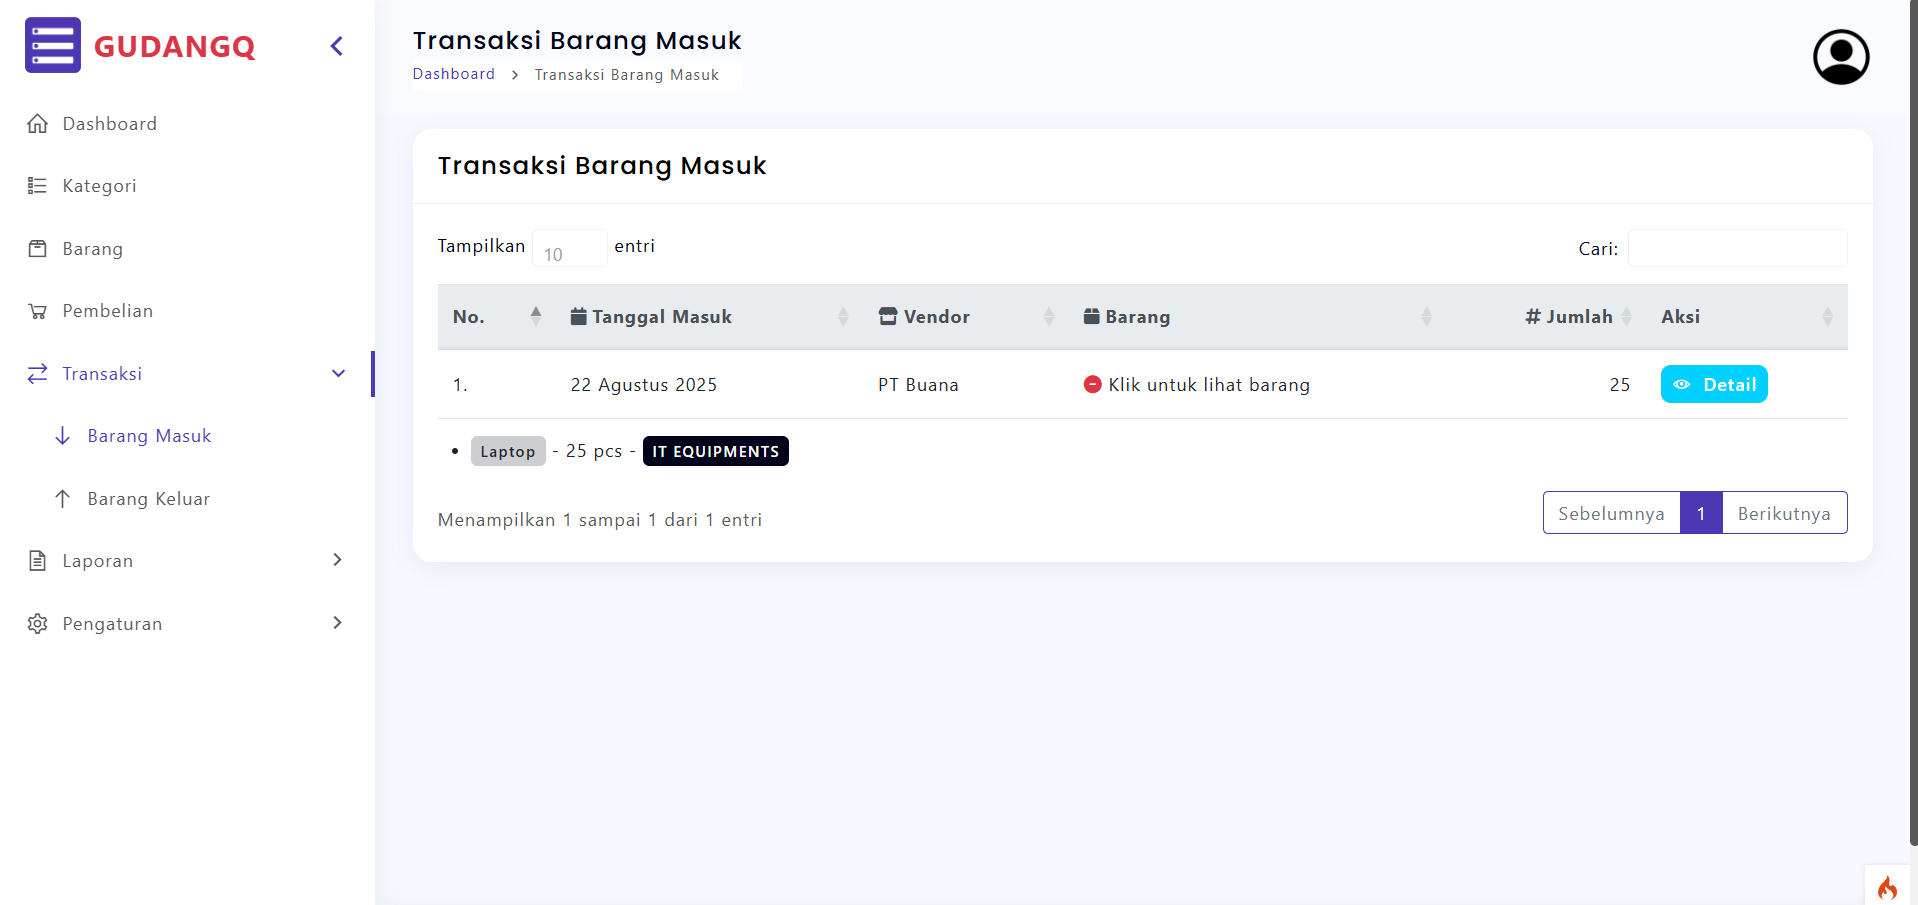 GUDANGQ
Dashboard
Kategori
Barang
Pembelian
Transaksi
Barang Masuk
Barang Keluar
Laporan
Pengaturan
Transaksi Barang Masuk
Dashboard > Transaksi Barang Masuk
Transaksi Barang Masuk
Tampilkan 10 entri
Cari:
No. Tanggal Masuk Vendor Barang # Jumlah Aksi
1. 22 Agustus 2025 PT Buana Klik untuk lihat barang 25 Detail
• Laptop - 25 pcs - IT EQUIPMENTS
Menampilkan 1 sampai 1 dari 1 entri
Sebelumnya 1 Berikutnya